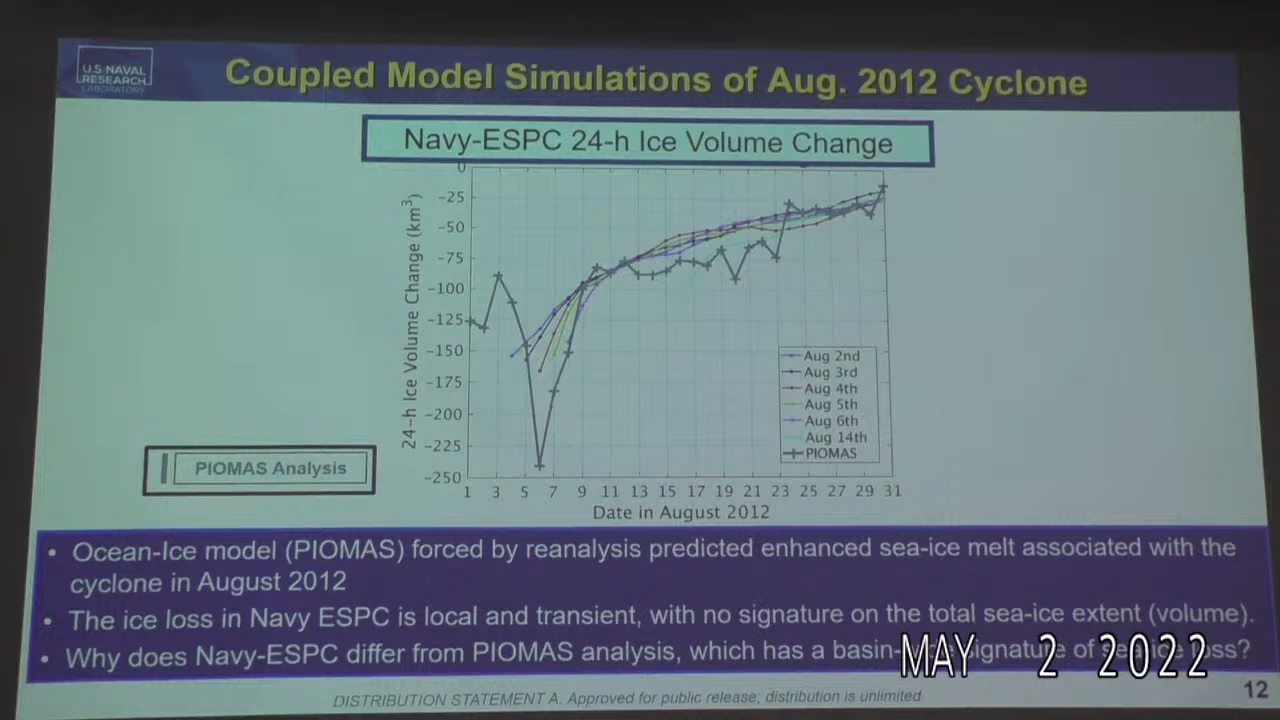 U.S. NAVAL
RESEARCH
LABORATORY
Coupled Model Simulations of Aug. 2012 Cyclone
Navy-ESPC 24-h Ice Volume Change
24-h Ice Volume Change (km³)
0
-25
-50
-75
-100
-125
-150
-175
-200
-225
-250
Aug 2nd
Aug 3rd
Aug 4th
Aug 5th
Aug 6th
Aug 14th
PIOMAS
1 3 5 7 9 11 13 15 17 19 21 23 25 27 29 31
Date in August 2012
PIOMAS Analysis
• Ocean-Ice model (PIOMAS) forced by reanalysis predicted enhanced sea-ice melt associated with the
cyclone in August 2012
• The ice loss in Navy ESPC is local and transient, with no signature on the total sea-ice extent (volume).
• Why does Navy-ESPC differ from PIOMAS analysis, which has a basin- signature of loss?
MAY 2 2022
DISTRIBUTION STATEMENT A. Approved for public release, distribution is unlimited.
12